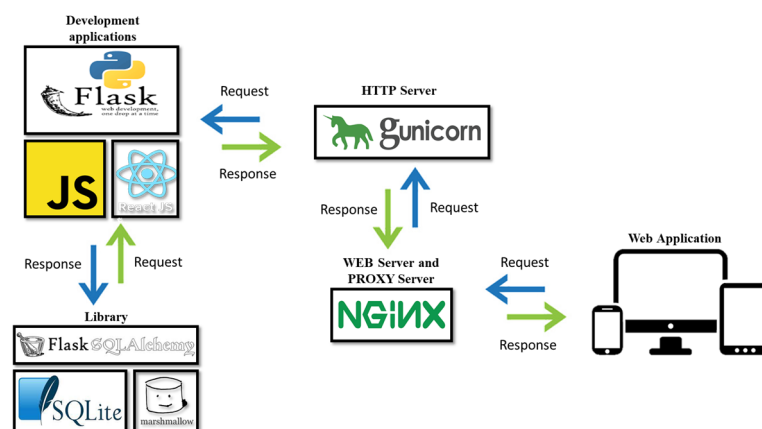 Development
applications
Flask
web development,
one drop at a time
JS
React JS
Request
Response
HTTP Server
gunicorn
Response
Request
WEB Server and
PROXY Server
NGiNX
Request
Response
Web Application
Response
Request
Library
Flask SQLAlchemy
SQLite
marshmallow